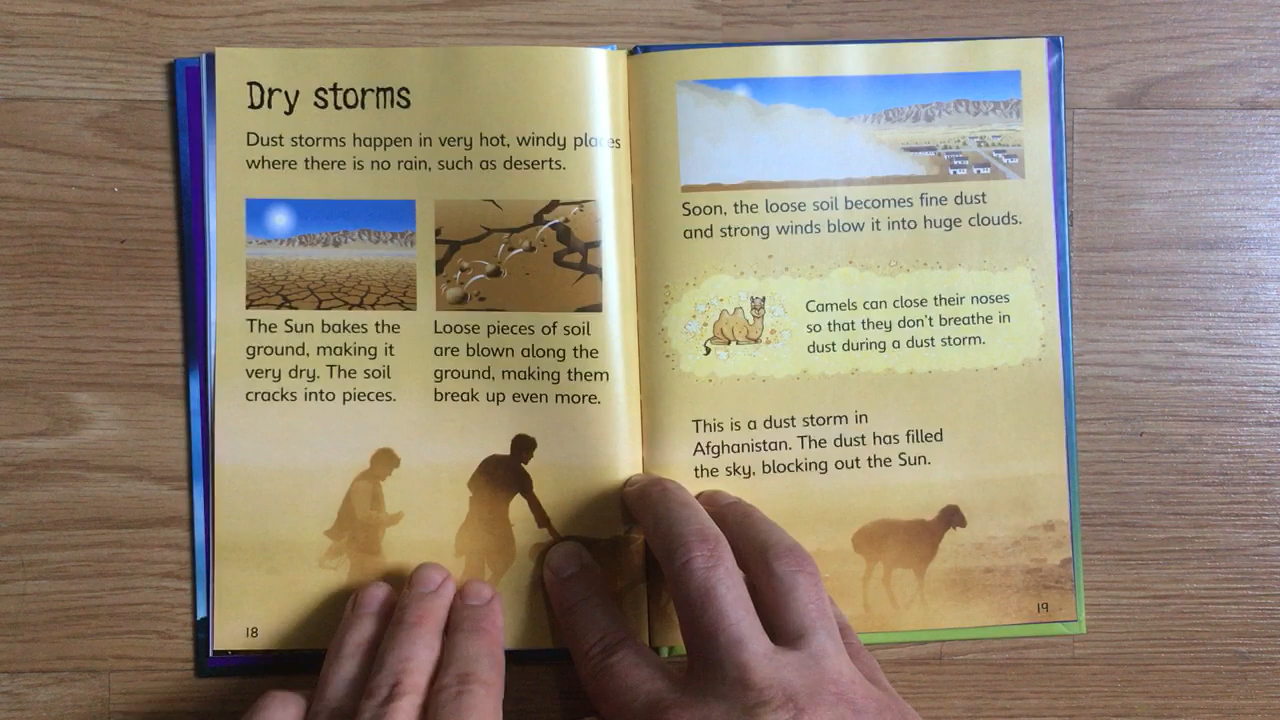 Dry storms
Dust storms happen in very hot, windy places
where there is no rain, such as deserts.
The Sun bakes the
ground, making it
very dry. The soil
cracks into pieces.
Loose pieces of soil
are blown along the
ground, making them
break up even more.
18
Soon, the loose soil becomes fine dust
and strong winds blow it into huge clouds.
Camels can close their noses
so that they don't breathe in
dust during a dust storm.
This is a dust storm in
Afghanistan. The dust has filled
the sky, blocking out the Sun.
19